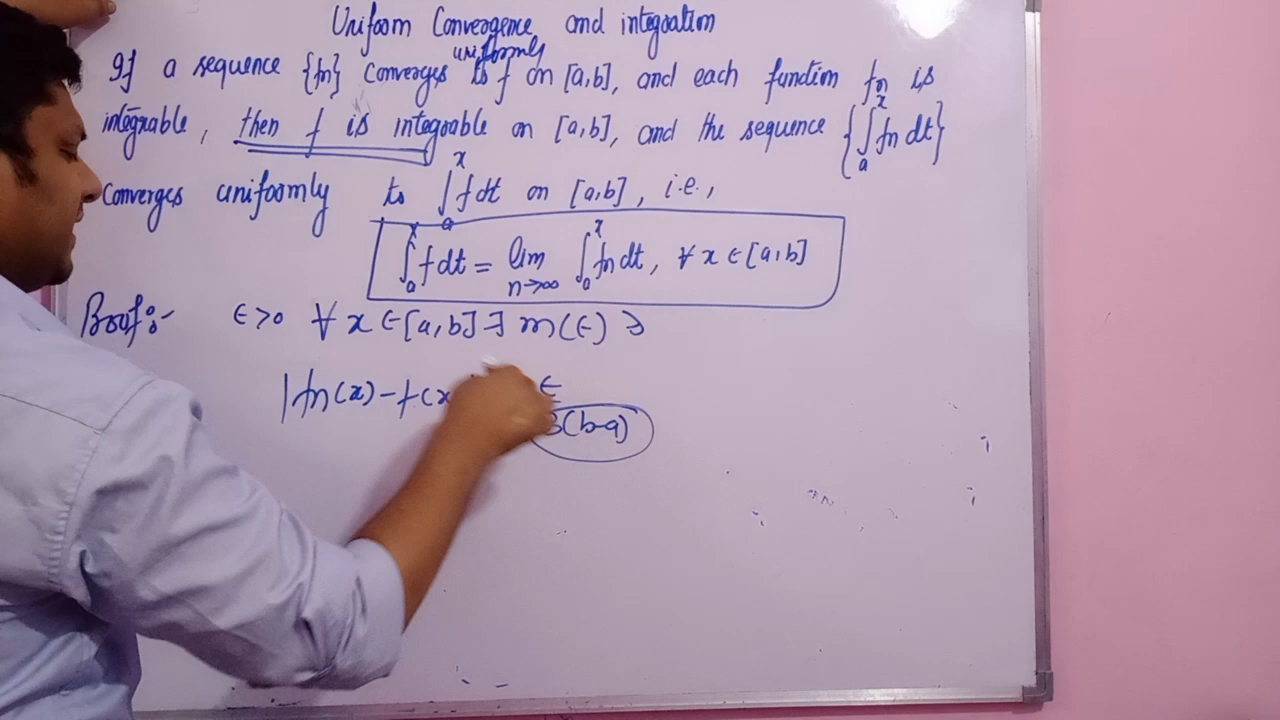 Uniform Convergence and integration
If a sequence {fn} Converges uniformly to f on [a,b], and each function fn is
integrable, then f is integrable on [a,b], and the sequence {∫ₐˣ fn dt}
Converges uniformly to ∫ₐˣ f dt on [a,b], i.e.,
∫ₐˣ f dt = lim n→∞ ∫ₐˣ fn dt, ∀ x ∈ [a,b]
Proof:- ϵ>0 ∀ x ∈ [a,b] ∃ m(ϵ) ∋
|fn(x) - f(x ϵ
3(b-a)